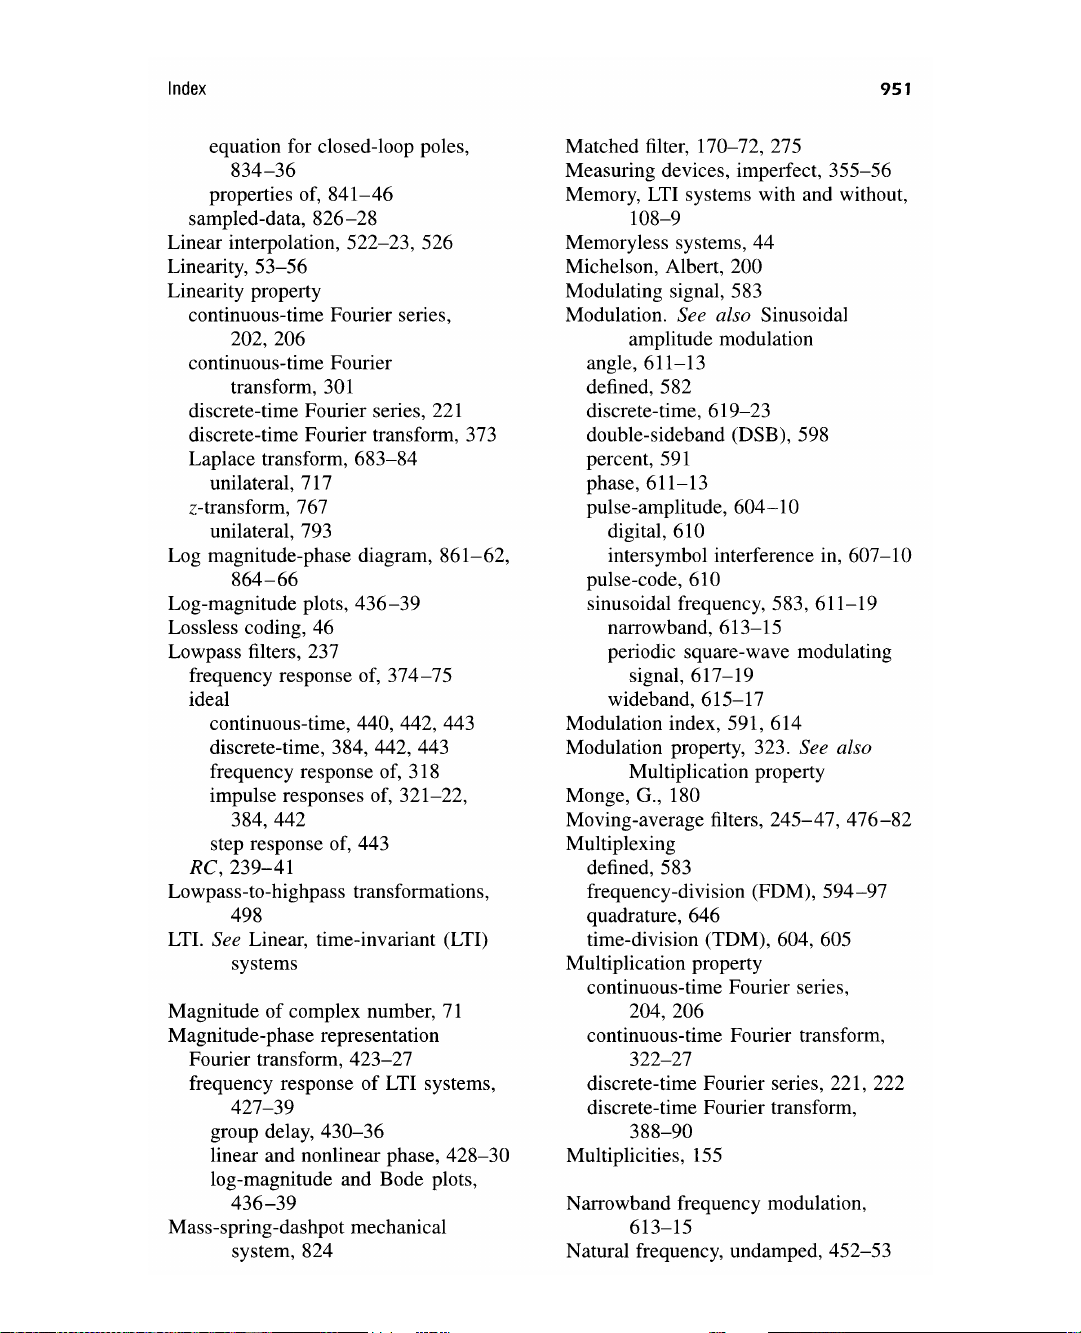 Index
951
equation for closed-loop poles,
834–36
properties of, 841–46
sampled-data, 826–28
Linear interpolation, 522–23, 526
Linearity, 53–56
Linearity property
continuous-time Fourier series,
202, 206
continuous-time Fourier
transform, 301
discrete-time Fourier series, 221
discrete-time Fourier transform, 373
Laplace transform, 683–84
unilateral, 717
z-transform, 767
unilateral, 793
Log magnitude-phase diagram, 861–62,
864–66
Log-magnitude plots, 436–39
Lossless coding, 46
Lowpass filters, 237
frequency response of, 374–75
ideal
continuous-time, 440, 442, 443
discrete-time, 384, 442, 443
frequency response of, 318
impulse responses of, 321–22,
384, 442
step response of, 443
RC, 239–41
Lowpass-to-highpass transformations,
498
LTI. See Linear, time-invariant (LTI)
systems
Magnitude of complex number, 71
Magnitude-phase representation
Fourier transform, 423–27
frequency response of LTI systems,
427–39
group delay, 430–36
linear and nonlinear phase, 428–30
log-magnitude and Bode plots,
436–39
Mass-spring-dashpot mechanical
system, 824
Matched filter, 170–72, 275
Measuring devices, imperfect, 355–56
Memory, LTI systems with and without,
108–9
Memoryless systems, 44
Michelson, Albert, 200
Modulating signal, 583
Modulation. See also Sinusoidal
amplitude modulation
angle, 611–13
defined, 582
discrete-time, 619–23
double-sideband (DSB), 598
percent, 591
phase, 611–13
pulse-amplitude, 604–10
digital, 610
intersymbol interference in, 607–10
pulse-code, 610
sinusoidal frequency, 583, 611–19
narrowband, 613–15
periodic square-wave modulating
signal, 617–19
wideband, 615–17
Modulation index, 591, 614
Modulation property, 323. See also
Multiplication property
Monge, G., 180
Moving-average filters, 245–47, 476–82
Multiplexing
defined, 583
frequency-division (FDM), 594–97
quadrature, 646
time-division (TDM), 604, 605
Multiplication property
continuous-time Fourier series,
204, 206
continuous-time Fourier transform,
322–27
discrete-time Fourier series, 221, 222
discrete-time Fourier transform,
388–90
Multiplicities, 155
Narrowband frequency modulation,
613–15
Natural frequency, undamped, 452–53